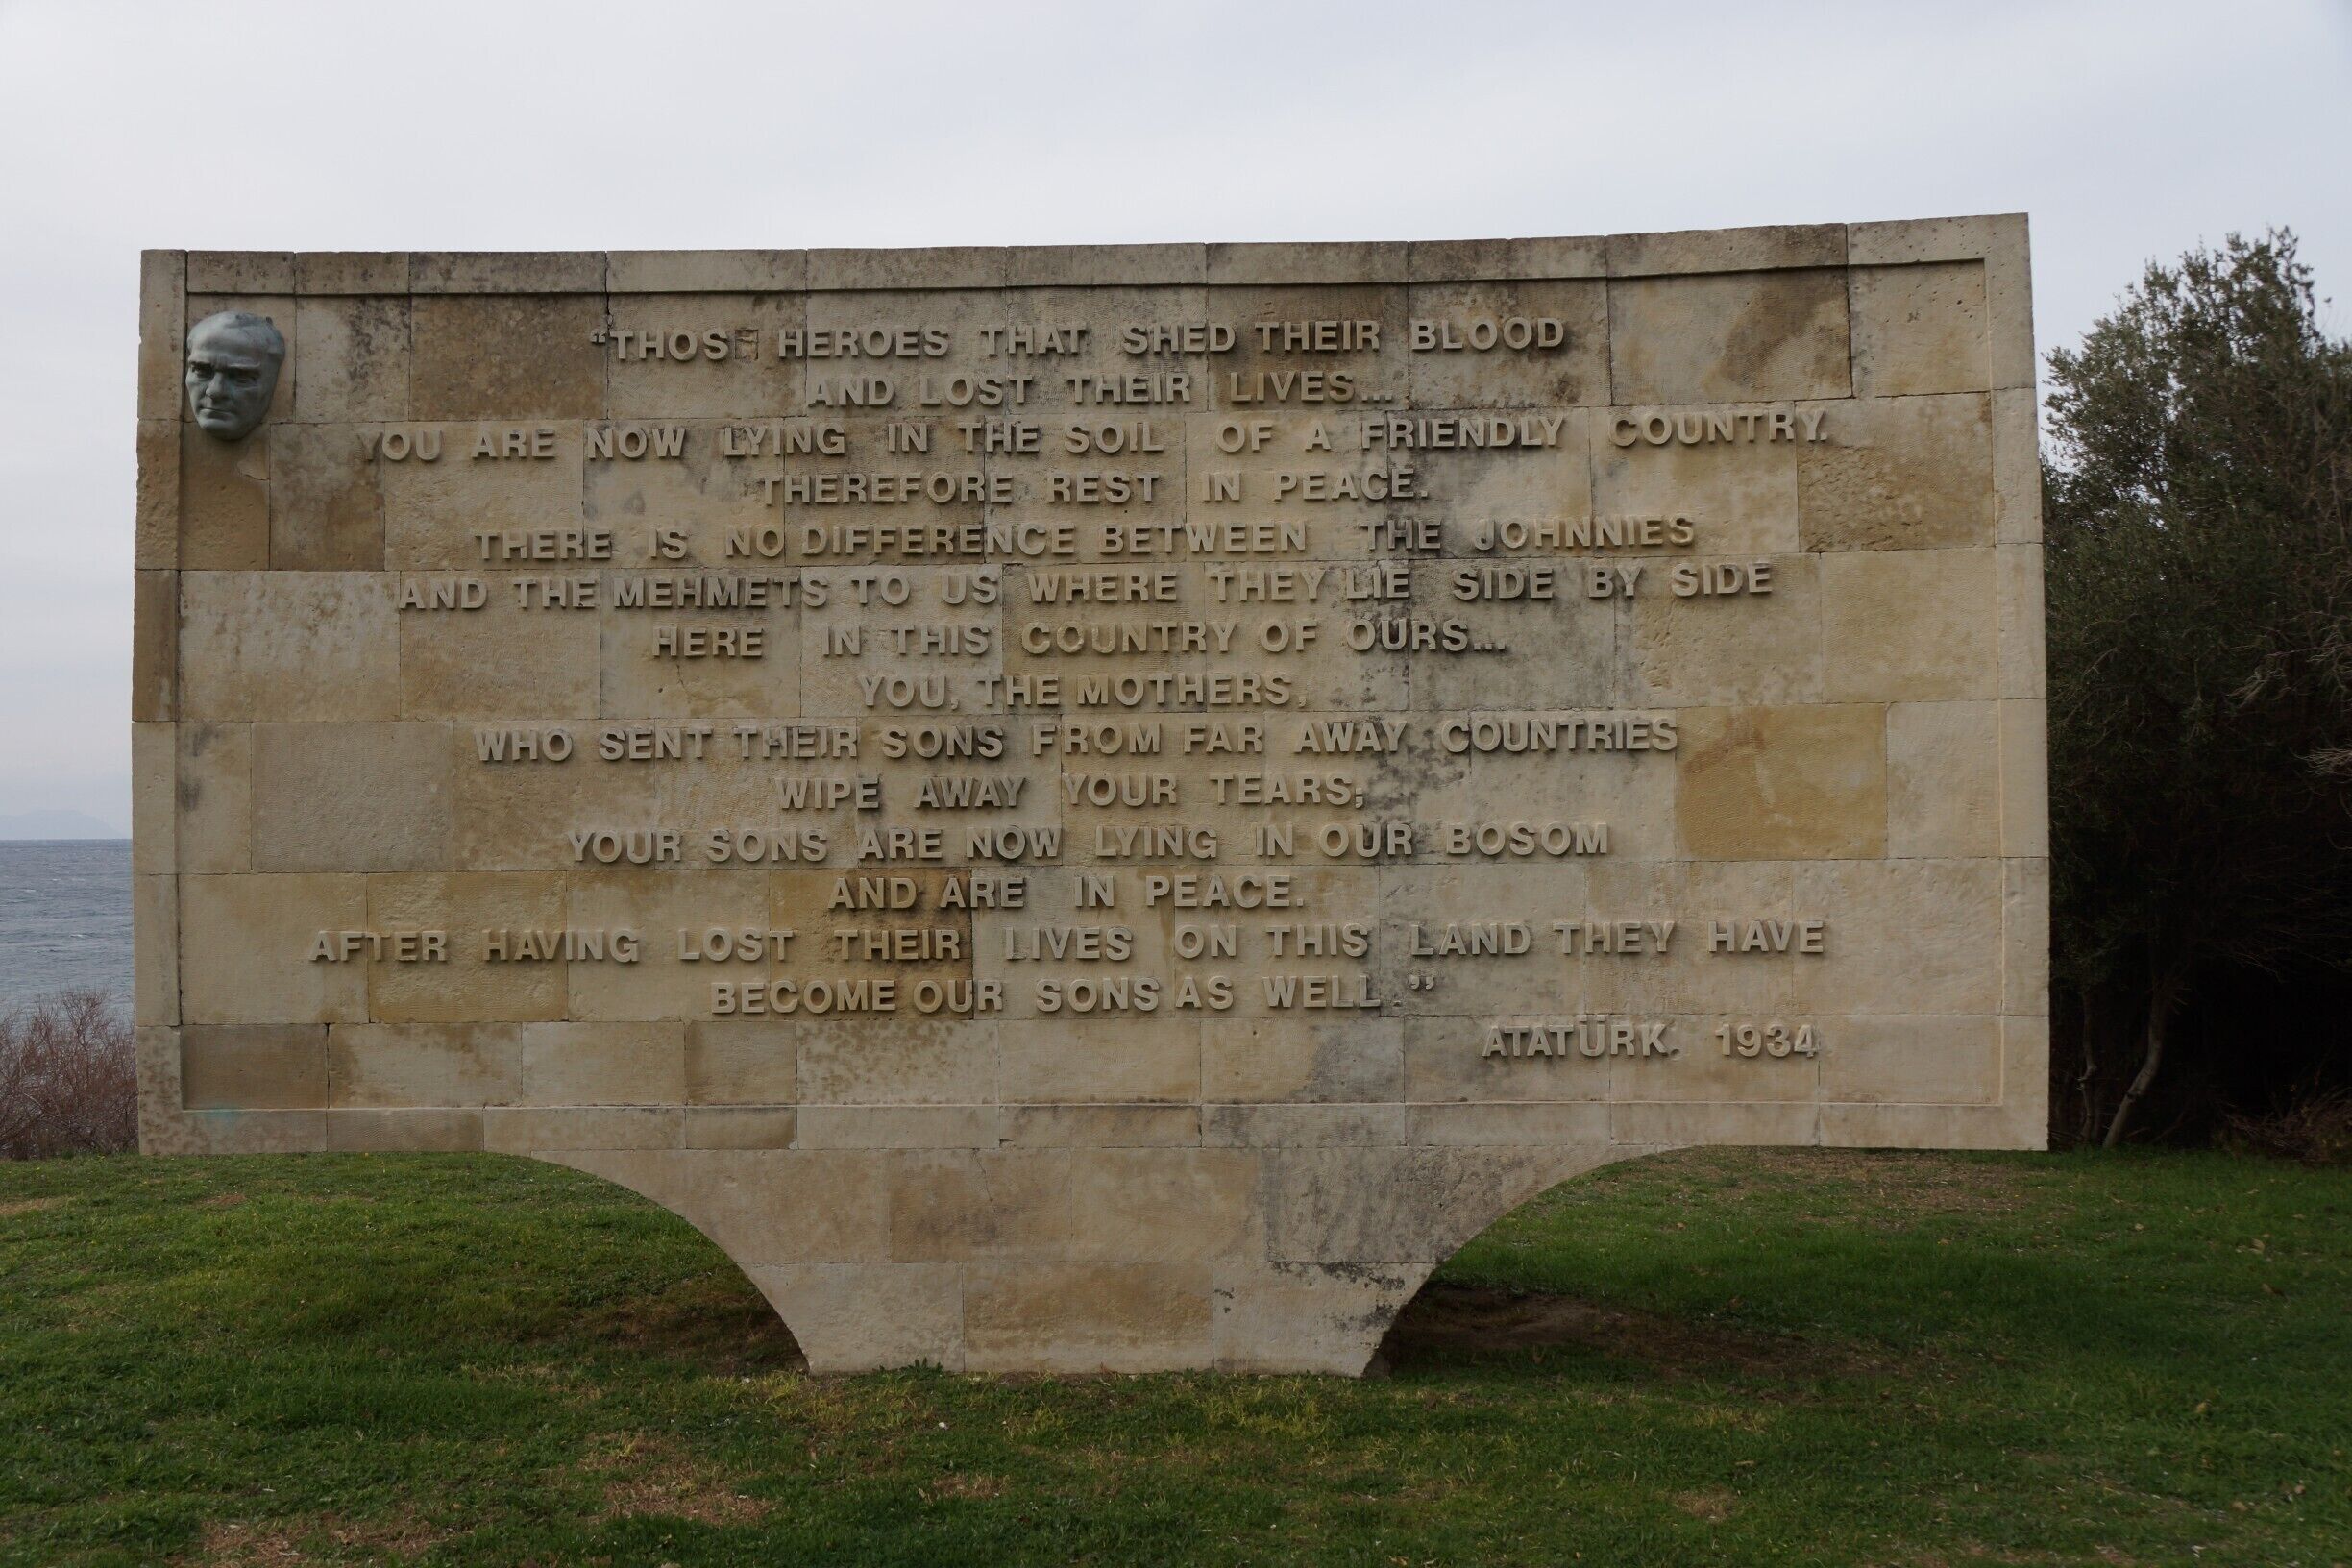 “THOSE HEROES THAT SHED THEIR BLOOD
AND LOST THEIR LIVES...
YOU ARE NOW LYING IN THE SOIL OF A FRIENDLY COUNTRY.
THEREFORE REST IN PEACE.
THERE IS NO DIFFERENCE BETWEEN THE JOHNNIES
AND THE MEHMETS TO US WHERE THEY LIE SIDE BY SIDE
HERE IN THIS COUNTRY OF OURS...
YOU, THE MOTHERS,
WHO SENT THEIR SONS FROM FAR AWAY COUNTRIES
WIPE AWAY YOUR TEARS;
YOUR SONS ARE NOW LYING IN OUR BOSOM
AND ARE IN PEACE.
AFTER HAVING LOST THEIR LIVES ON THIS LAND THEY HAVE
BECOME OUR SONS AS WELL.”
ATATÜRK. 1934